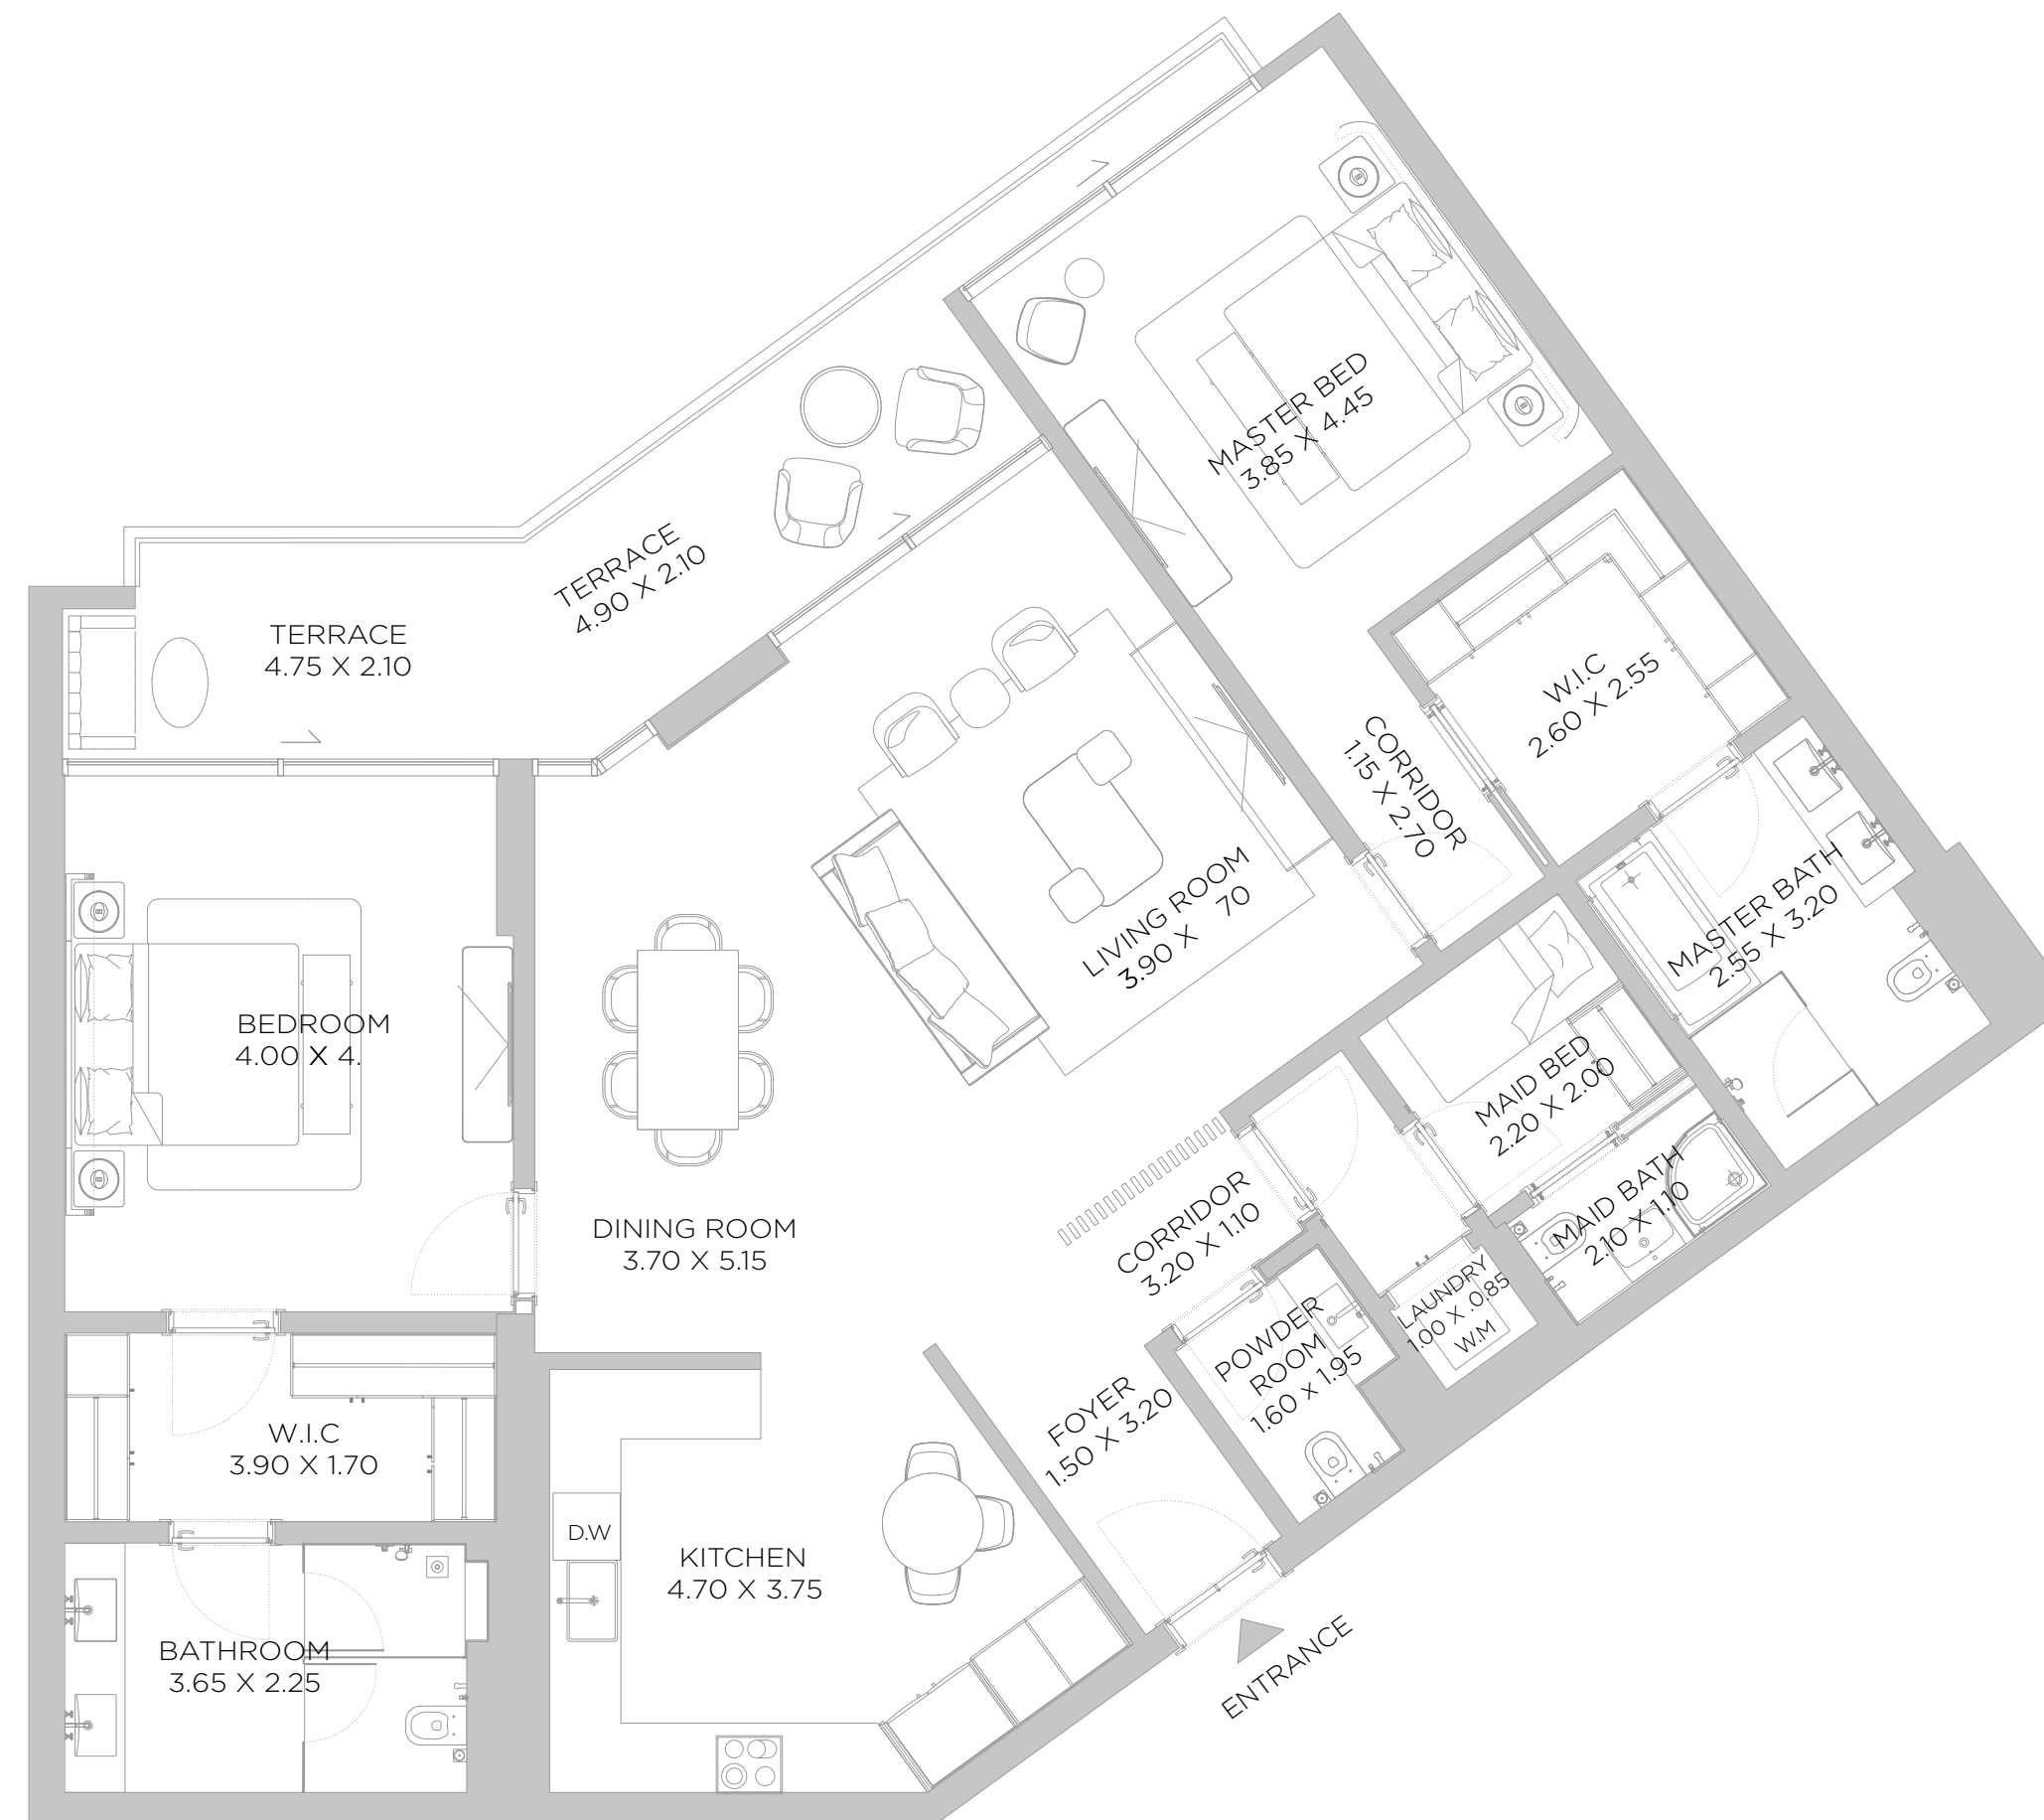 MASTER BED
3.85 X 4.45
TERRACE
4.90 X 2.10
TERRACE
4.75 X 2.10
W.I.C
2.60 X 2.55
CORRIDOR
1.15 X 2.70
MASTER BATH
2.55 X 3.20
LIVING ROOM
3.90 X 70
BEDROOM
4.00 X 4.
MAID BED
2.20 X 2.00
MAID BATH
2.10 X 1.10
DINING ROOM
3.70 X 5.15
CORRIDOR
3.20 X 1.10
LAUNDRY
1.00 X .0.85
W.M
POWDER
ROOM
1.60 x 1.95
FOYER
1.50 X 3.20
W.I.C
3.90 X 1.70
D.W
KITCHEN
4.70 X 3.75
BATHROOM
3.65 X 2.25
ENTRANCE